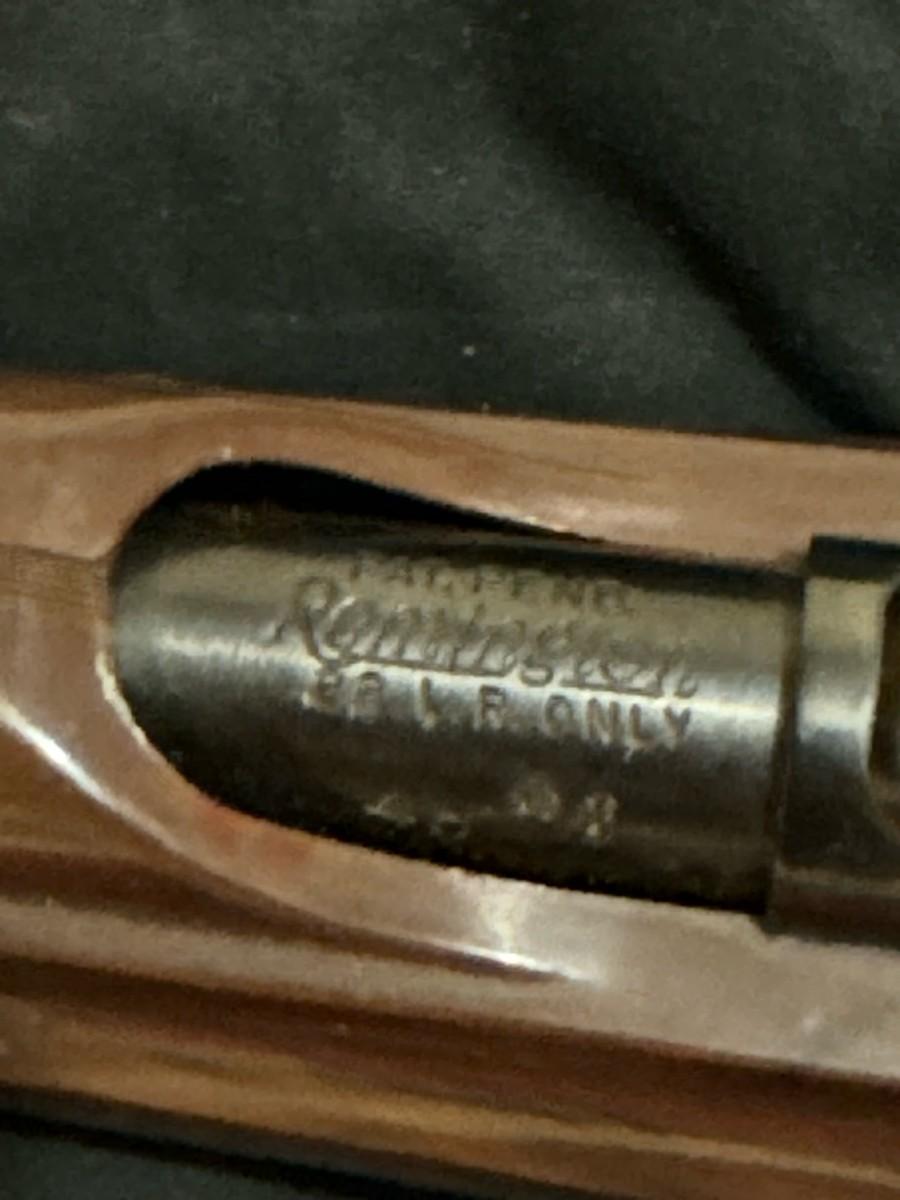 PAT. PEND.
Remington
22 L.R. ONLY